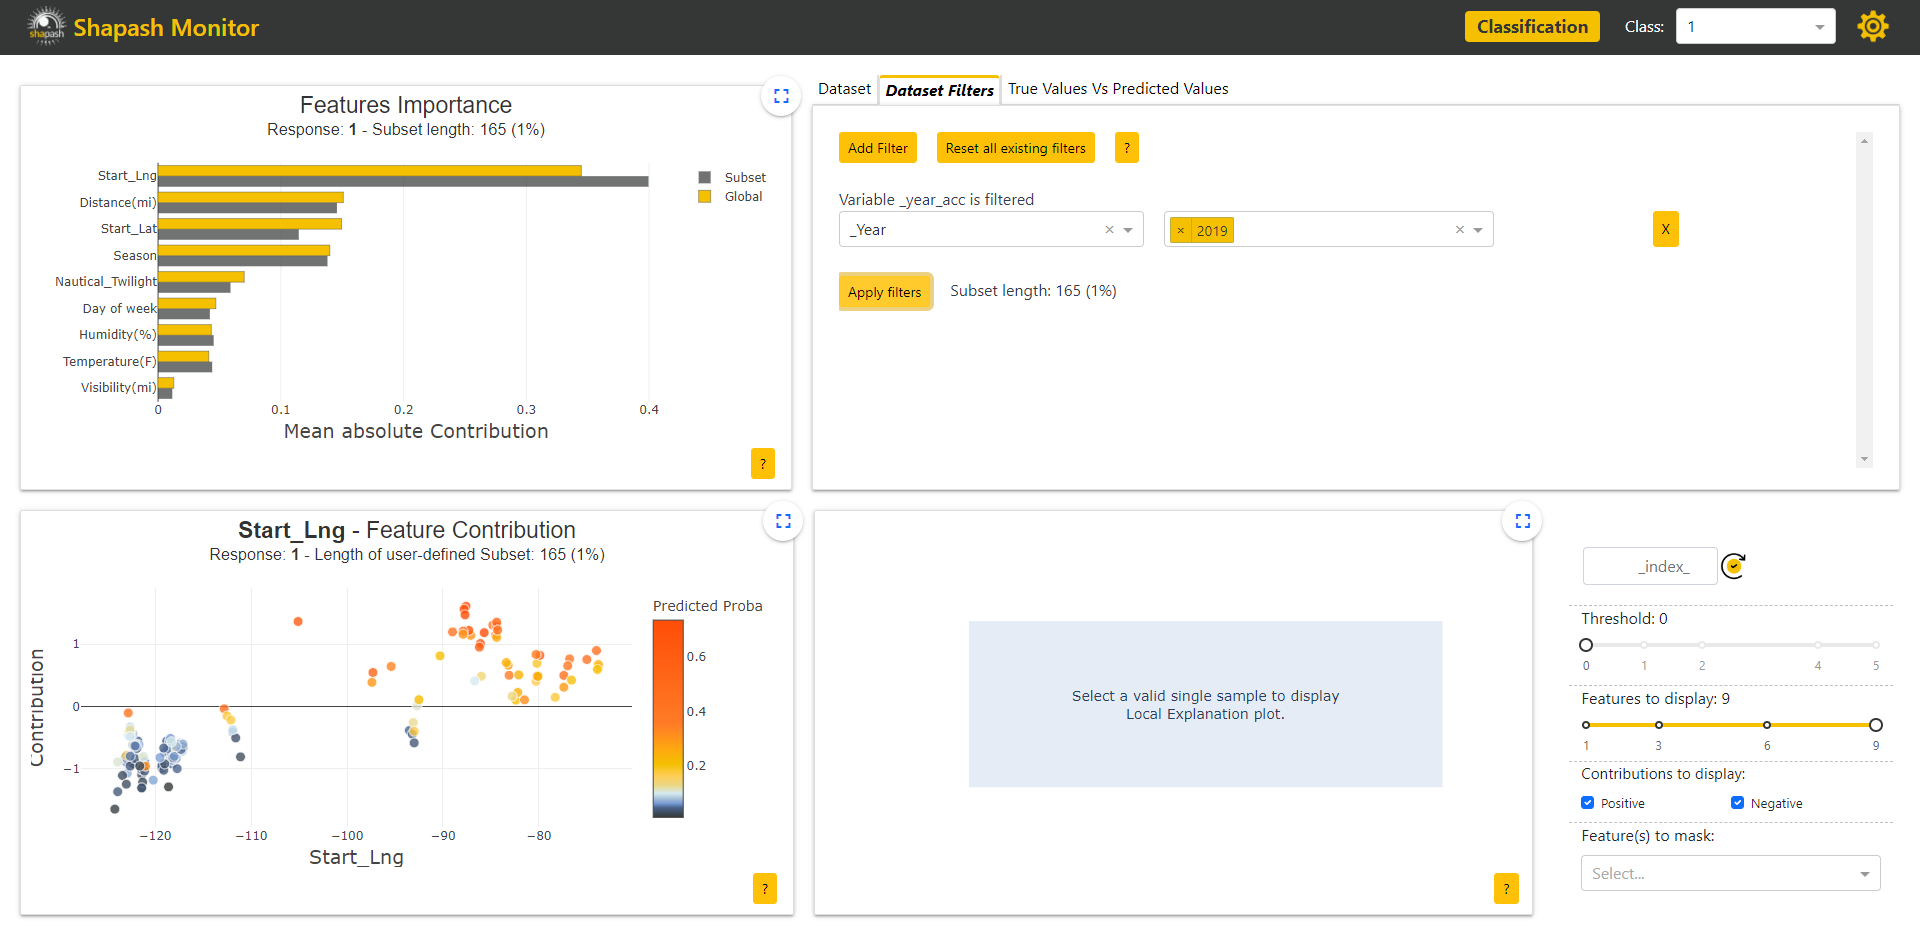 shapash
Shapash Monitor
Classification
Class:
1
Features Importance
Response: 1 - Subset length: 165 (1%)
Start_Lng
Distance(mi)
Start_Lat
Season
Nautical_Twilight
Day of week
Humidity(%)
Temperature(F)
Visibility(mi)
0
0.1
0.2
0.3
0.4
Mean absolute Contribution
Subset
Global
?
Dataset
Dataset Filters
True Values Vs Predicted Values
Add Filter
Reset all existing filters
?
Variable _year_acc is filtered
_Year
× 2019
X
Apply filters
Subset length: 165 (1%)
Start_Lng - Feature Contribution
Response: 1 - Length of user-defined Subset: 165 (1%)
Contribution
1
0
−1
−120
−110
−100
−90
−80
Start_Lng
Predicted Proba
0.6
0.4
0.2
?
Select a valid single sample to display
Local Explanation plot.
?
_index_
Threshold: 0
0
1
2
4
5
Features to display: 9
1
3
6
9
Contributions to display:
Positive
Negative
Feature(s) to mask:
Select...